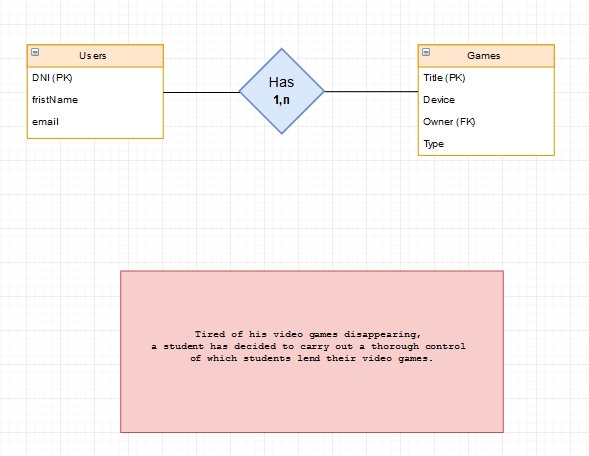 Users
DNI (PK)
fristName
email
Has
1,n
Games
Title (PK)
Device
Owner (FK)
Type
Tired of his video games disappearing,
a student has decided to carry out a thorough control
of which students lend their video games.